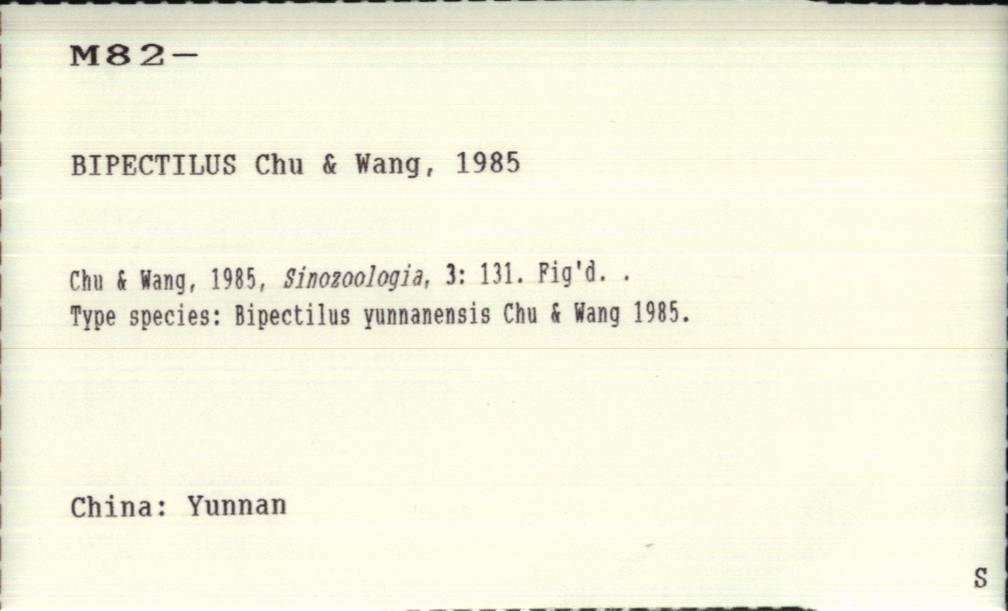 M82–
BIPECTILUS Chu & Wang, 1985
Chu & Wang, 1985, Sinozoologia, 3: 131. Fig'd. .
Type species: Bipectilus yunnanensis Chu & Wang 1985.
China: Yunnan
S